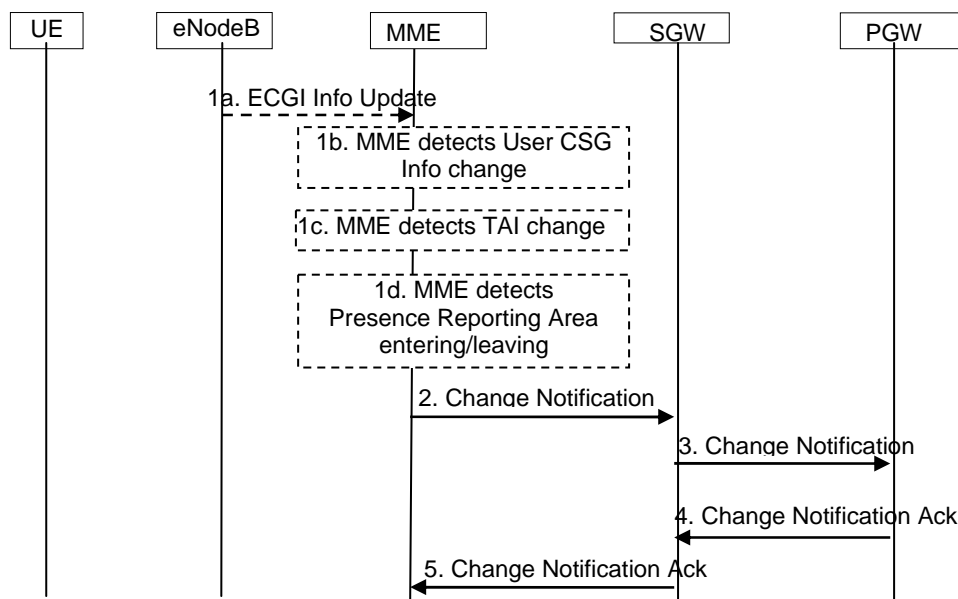 UE
eNodeB
MME
SGW
PGW
1a. ECGI Info Update
1b. MME detects User CSG
Info change
1c. MME detects TAI change
1d. MME detects
Presence Reporting Area
entering/leaving
2. Change Notification
3. Change Notification
4. Change Notification Ack
5. Change Notification Ack